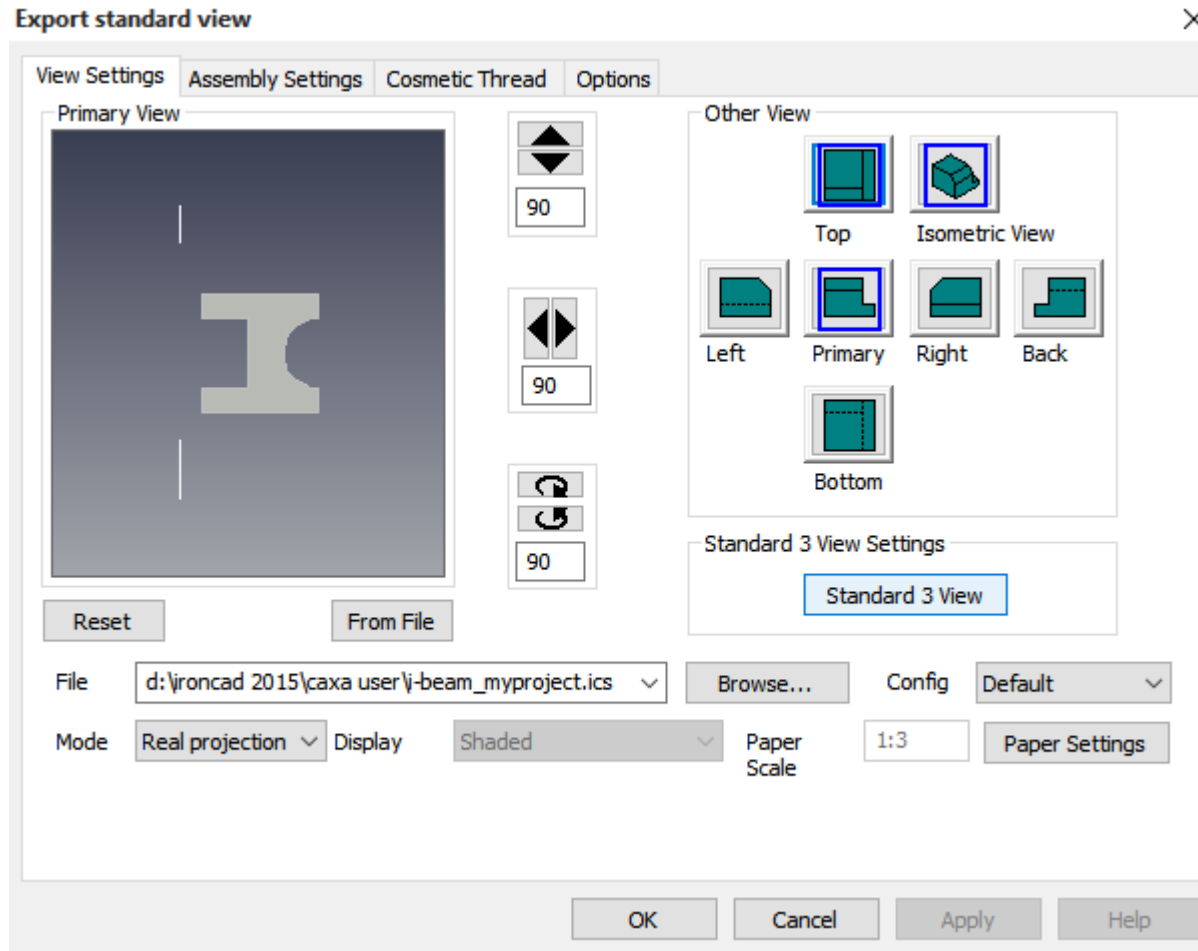 Export standard view
View Settings
Assembly Settings
Cosmetic Thread
Options
Primary View
90
90
90
Other View
Top
Isometric View
Left
Primary
Right
Back
Bottom
Standard 3 View Settings
Standard 3 View
Reset
From File
File
d:\ironcad 2015\caxa user\i-beam_myproject.ics
Browse...
Config
Default
Mode
Real projection
Display
Shaded
Paper
Scale
1:3
Paper Settings
OK
Cancel
Apply
Help